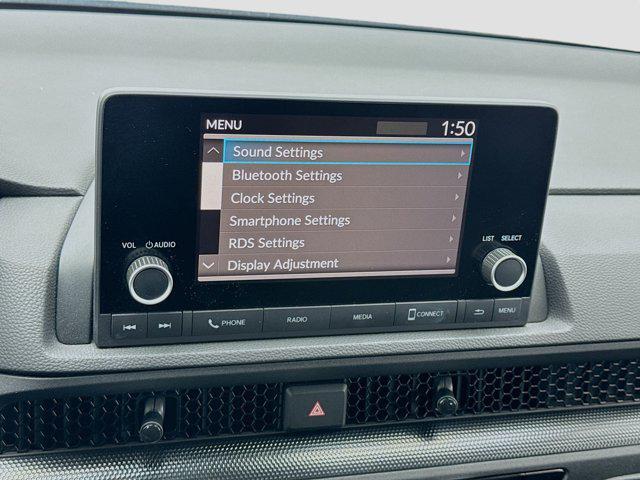 MENU 1:50
Sound Settings
Bluetooth Settings
Clock Settings
Smartphone Settings
RDS Settings
Display Adjustment
VOL AUDIO
LIST SELECT
PHONE RADIO MEDIA CONNECT MENU